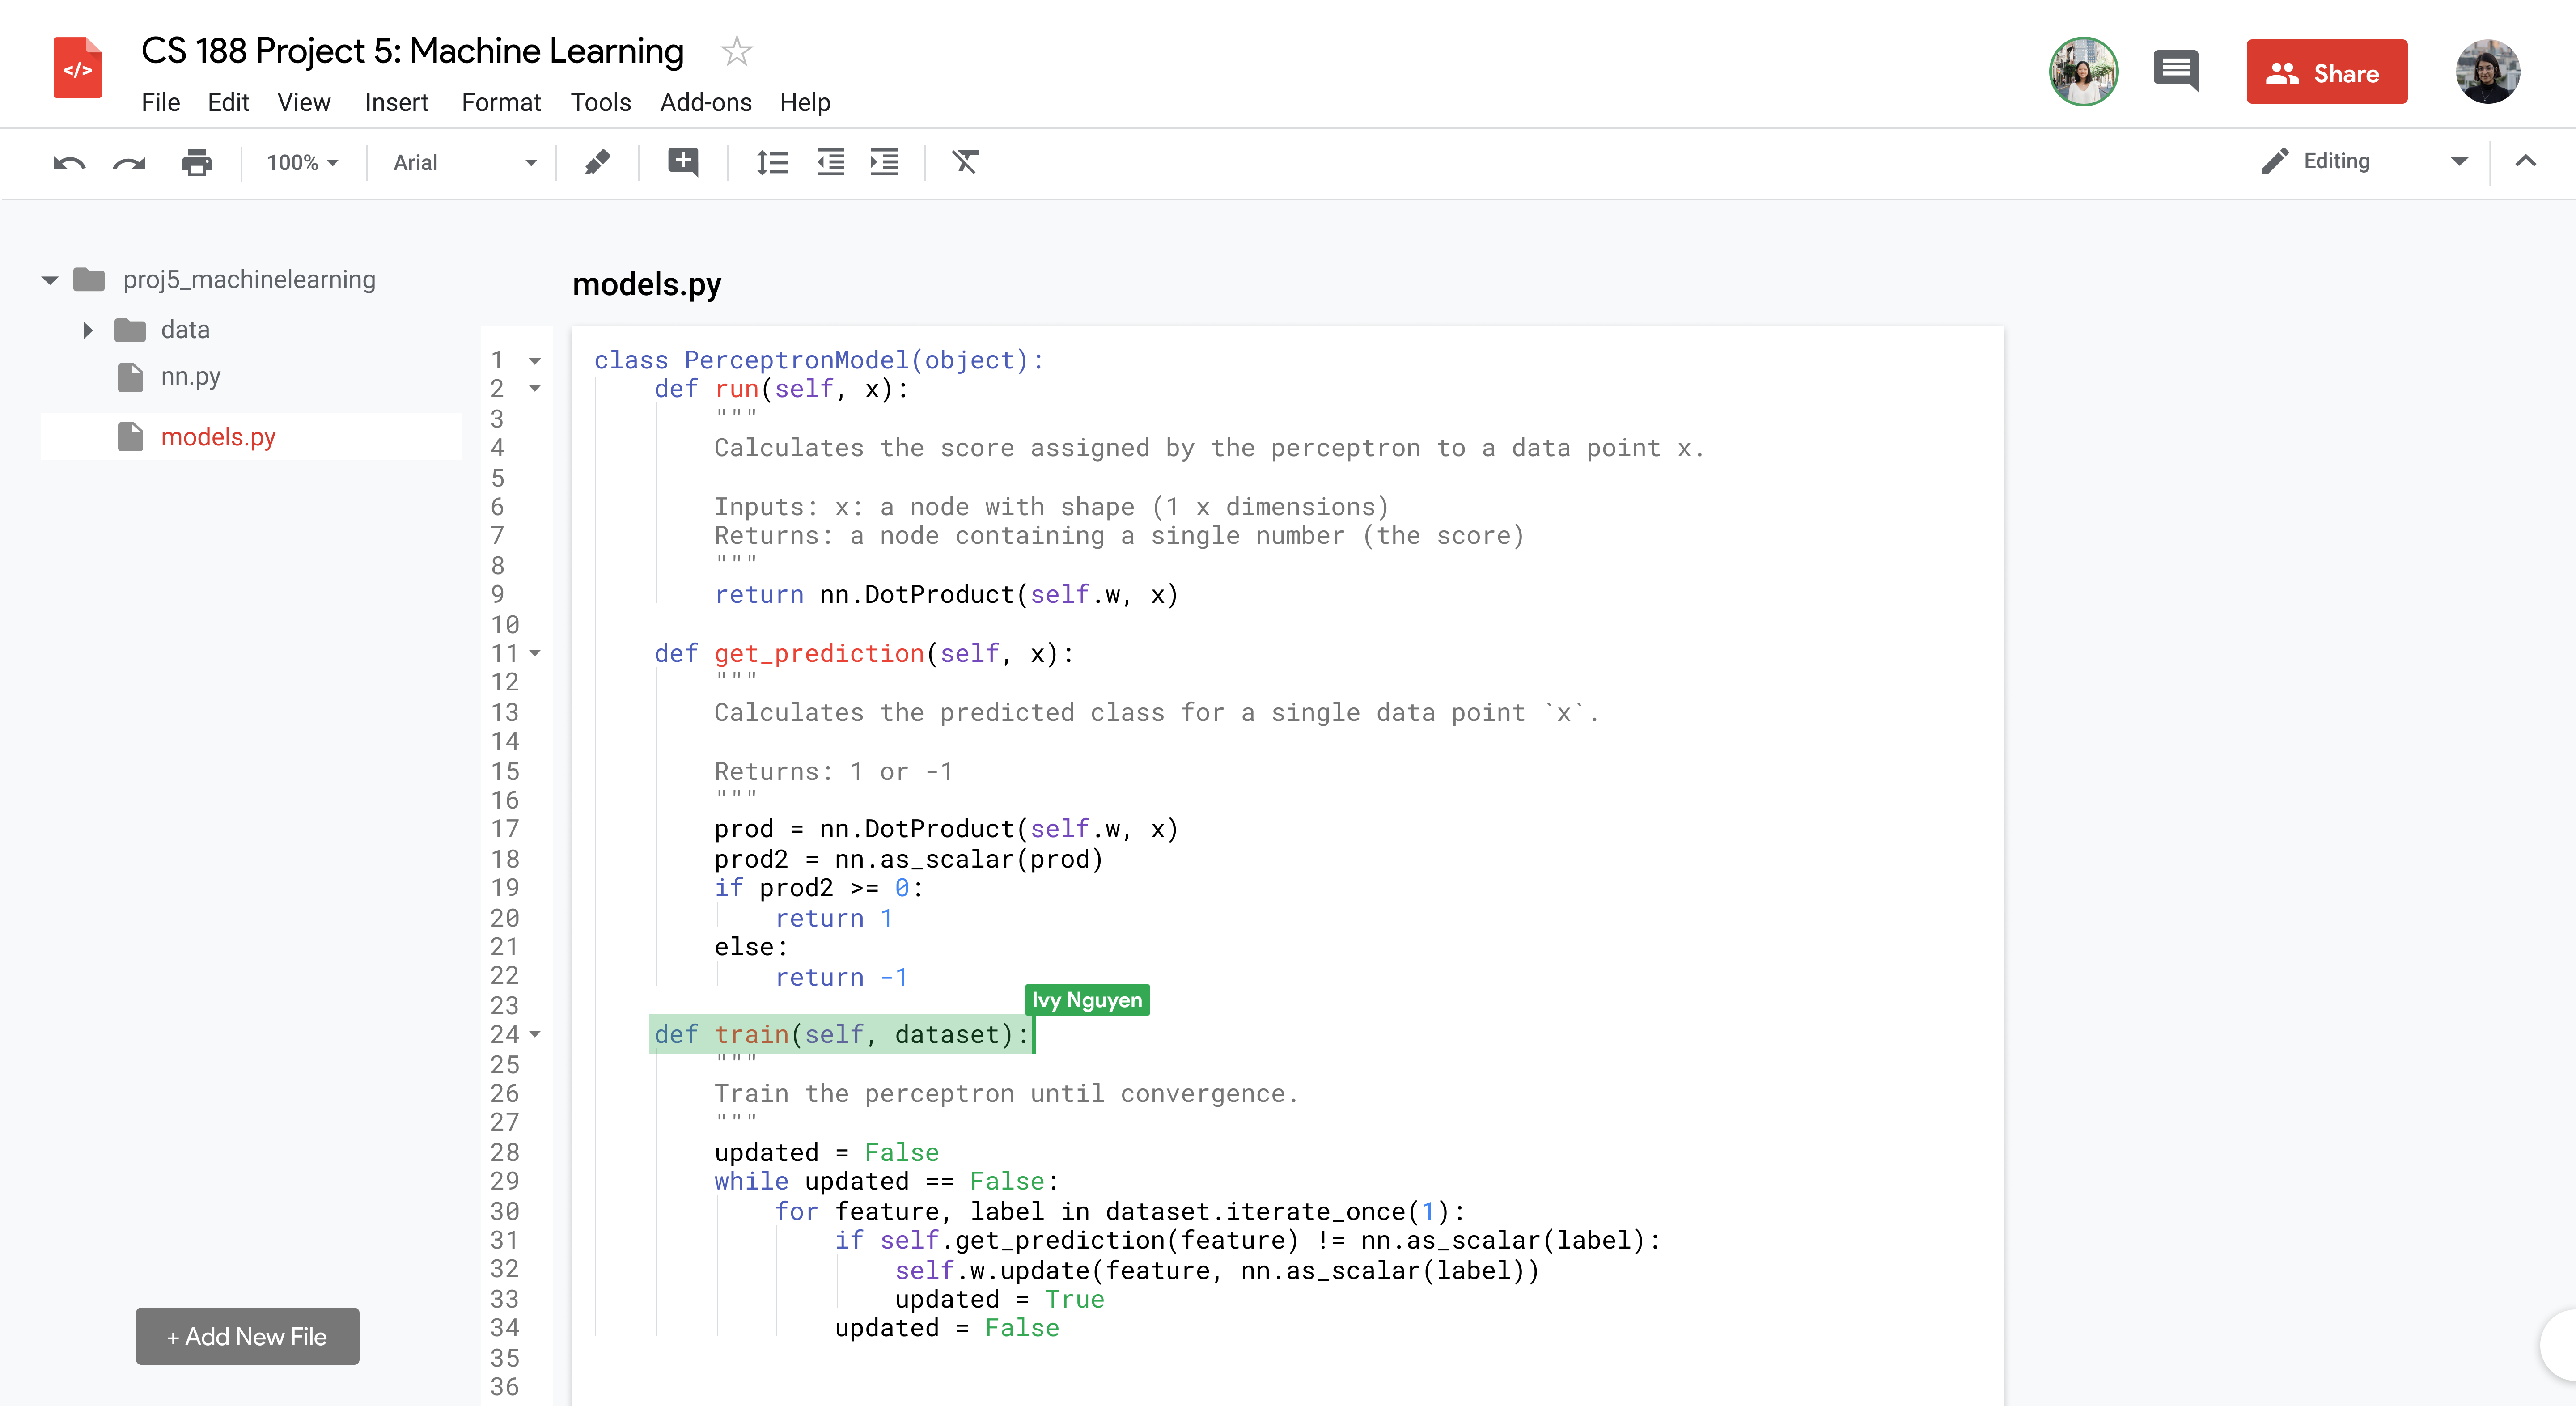 </>
CS 188 Project 5: Machine Learning
File Edit View Insert Format Tools Add-ons Help
Share
100% Arial Editing
proj5_machinelearning
data
nn.py
models.py
+ Add New File
models.py
1 class PerceptronModel(object):
2     def run(self, x):
3         """
4         Calculates the score assigned by the perceptron to a data point x.
5
6         Inputs: x: a node with shape (1 x dimensions)
7         Returns: a node containing a single number (the score)
8         """
9         return nn.DotProduct(self.w, x)
10
11     def get_prediction(self, x):
12         """
13         Calculates the predicted class for a single data point `x`.
14
15         Returns: 1 or -1
16         """
17         prod = nn.DotProduct(self.w, x)
18         prod2 = nn.as_scalar(prod)
19         if prod2 >= 0:
20             return 1
21         else:
22             return -1
23
Ivy Nguyen
24     def train(self, dataset):
25         """
26         Train the perceptron until convergence.
27         """
28         updated = False
29         while updated == False:
30             for feature, label in dataset.iterate_once(1):
31                 if self.get_prediction(feature) != nn.as_scalar(label):
32                     self.w.update(feature, nn.as_scalar(label))
33                     updated = True
34                 updated = False
35
36